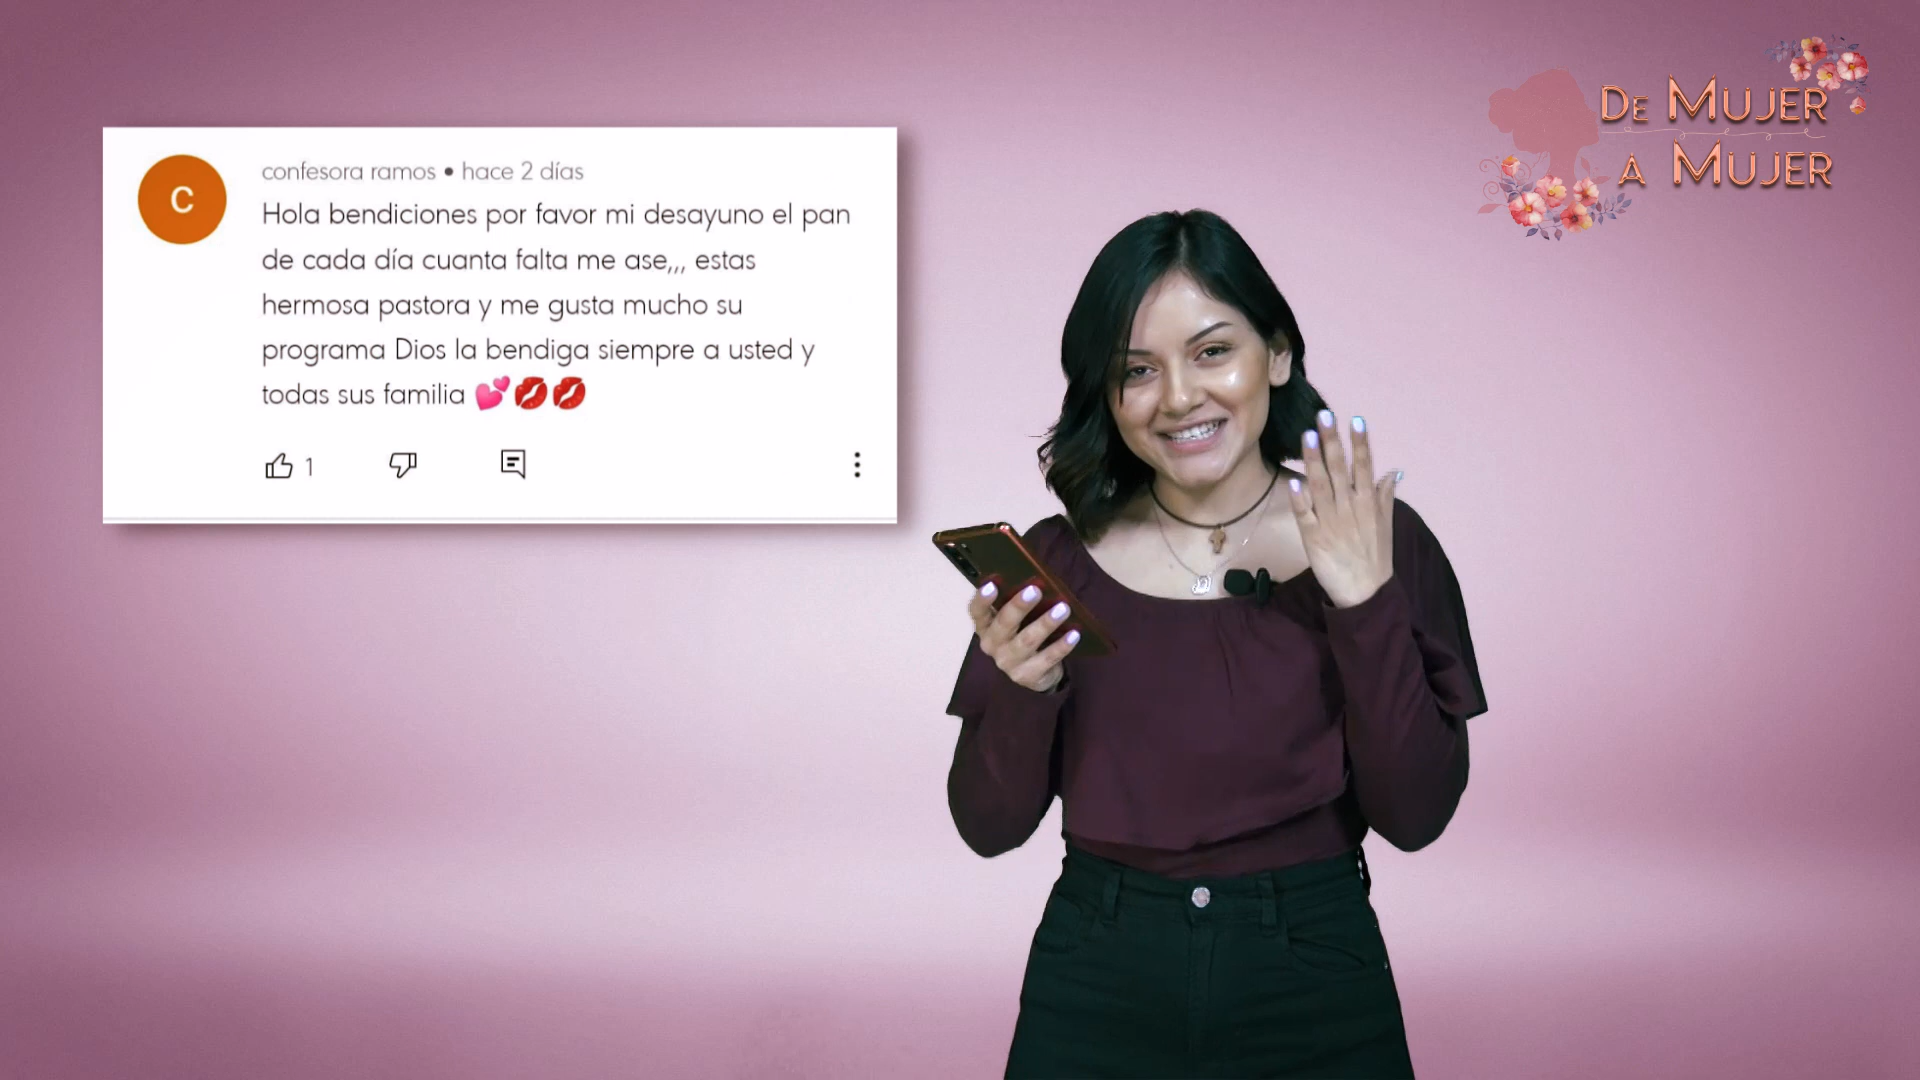 confesora ramos • hace 2 días
Hola bendiciones por favor mi desayuno el pan
de cada día cuanta falta me ase,,, estas
hermosa pastora y me gusta mucho su
programa Dios la bendiga siempre a usted y
todas sus familia 💕💋💋
1
C
DE MUJER
A MUJER